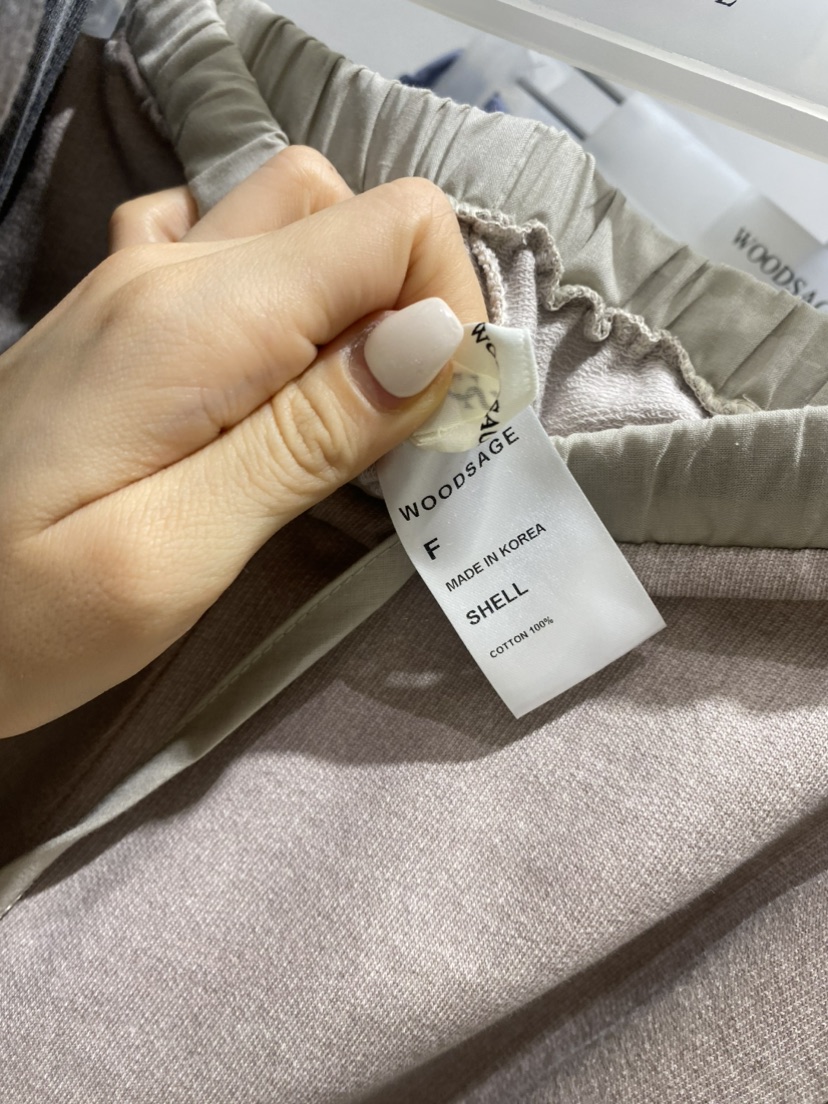 WOODSAGE
F
MADE IN KOREA
SHELL
COTTON 100%